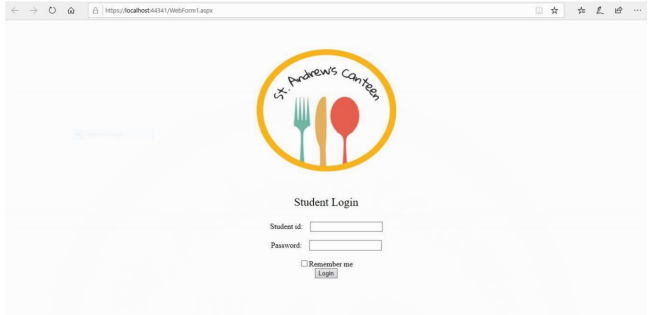 https://localhost:44341/WebForm1.aspx
St. Andrew's Canteen
Student Login
Student id:
Password:
Remember me
Login